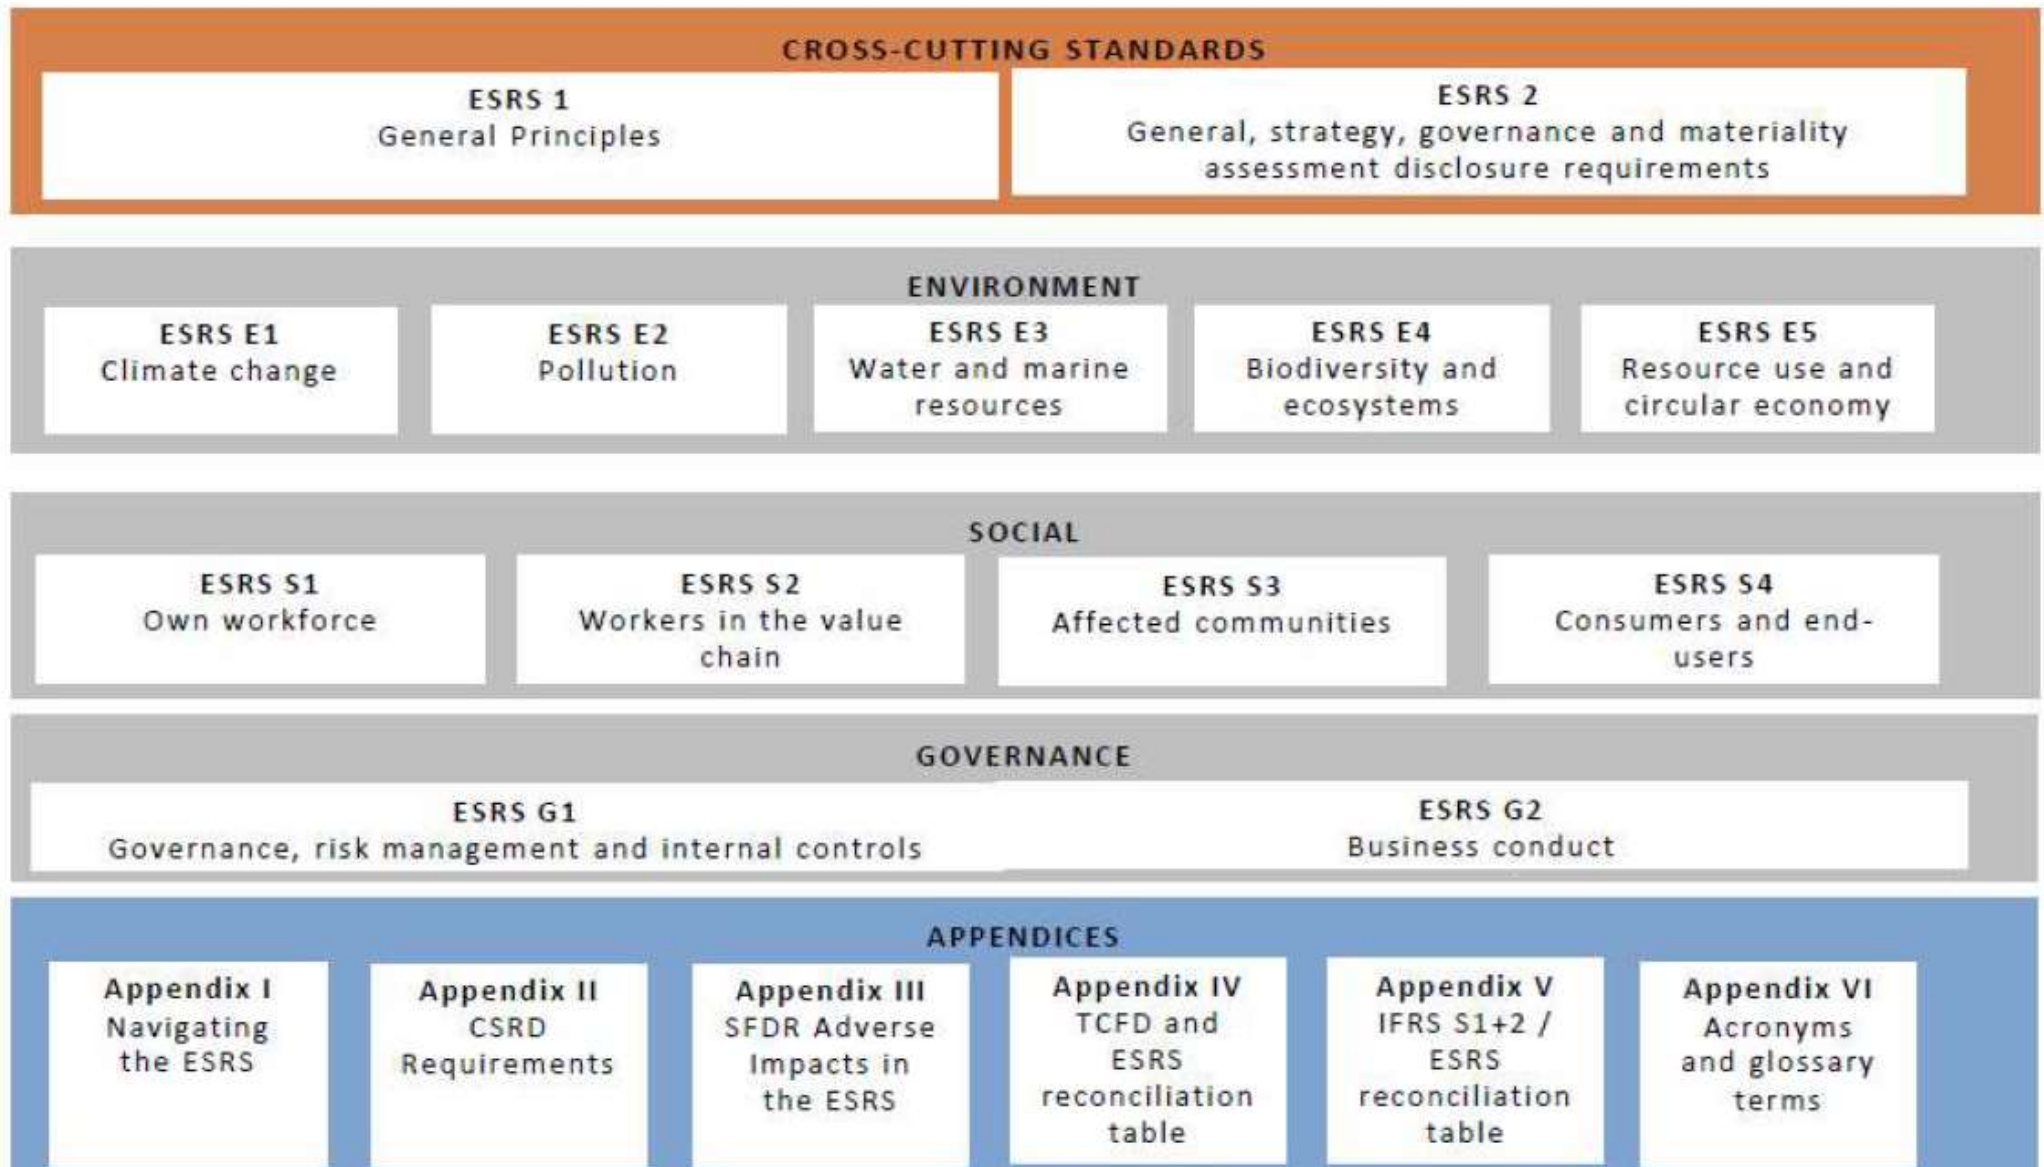 CROSS-CUTTING STANDARDS
ESRS 1
General Principles
ESRS 2
General, strategy, governance and materiality
assessment disclosure requirements
ENVIRONMENT
ESRS E1
Climate change
ESRS E2
Pollution
ESRS E3
Water and marine
resources
ESRS E4
Biodiversity and
ecosystems
ESRS E5
Resource use and
circular economy
SOCIAL
ESRS S1
Own workforce
ESRS S2
Workers in the value
chain
ESRS S3
Affected communities
ESRS S4
Consumers and end-
users
GOVERNANCE
ESRS G1
Governance, risk management and internal controls
ESRS G2
Business conduct
APPENDICES
Appendix I
Navigating
the ESRS
Appendix II
CSRD
Requirements
Appendix III
SFDR Adverse
Impacts in
the ESRS
Appendix IV
TCFD and
ESRS
reconciliation
table
Appendix V
IFRS S1+2 /
ESRS
reconciliation
table
Appendix VI
Acronyms
and glossary
terms